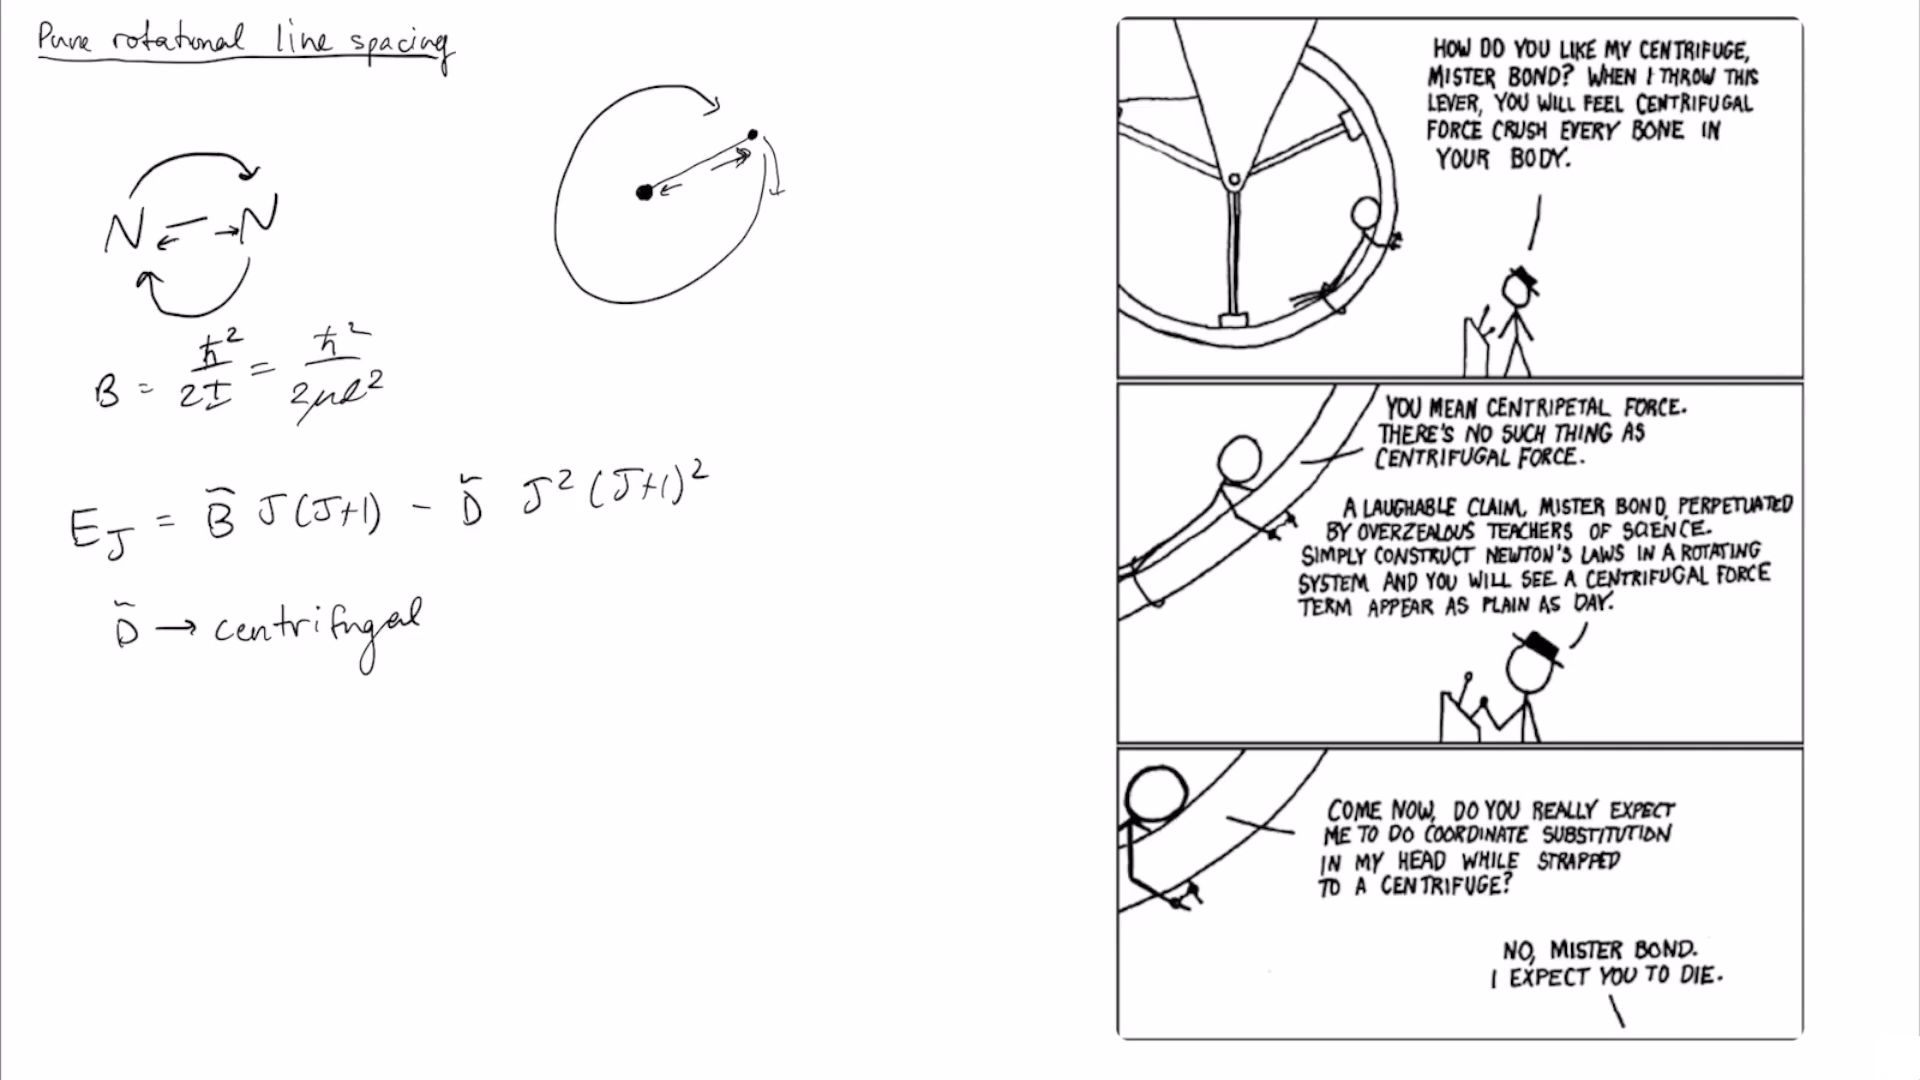 Pure rotational line spacing
N — N
B = ħ² / 2I = ħ² / 2μl²
E_J = B̃ J(J+1) - D̃ J²(J+1)²
D̃ → centrifugal
HOW DO YOU LIKE MY CENTRIFUGE,
MISTER BOND? WHEN I THROW THIS
LEVER, YOU WILL FEEL CENTRIFUGAL
FORCE CRUSH EVERY BONE IN
YOUR BODY.
YOU MEAN CENTRIPETAL FORCE.
THERE'S NO SUCH THING AS
CENTRIFUGAL FORCE.
A LAUGHABLE CLAIM, MISTER BOND, PERPETUATED
BY OVERZEALOUS TEACHERS OF SCIENCE.
SIMPLY CONSTRUCT NEWTON'S LAWS IN A ROTATING
SYSTEM AND YOU WILL SEE A CENTRIFUGAL FORCE
TERM APPEAR AS PLAIN AS DAY.
COME NOW, DO YOU REALLY EXPECT
ME TO DO COORDINATE SUBSTITUTION
IN MY HEAD WHILE STRAPPED
TO A CENTRIFUGE?
NO, MISTER BOND.
I EXPECT YOU TO DIE.